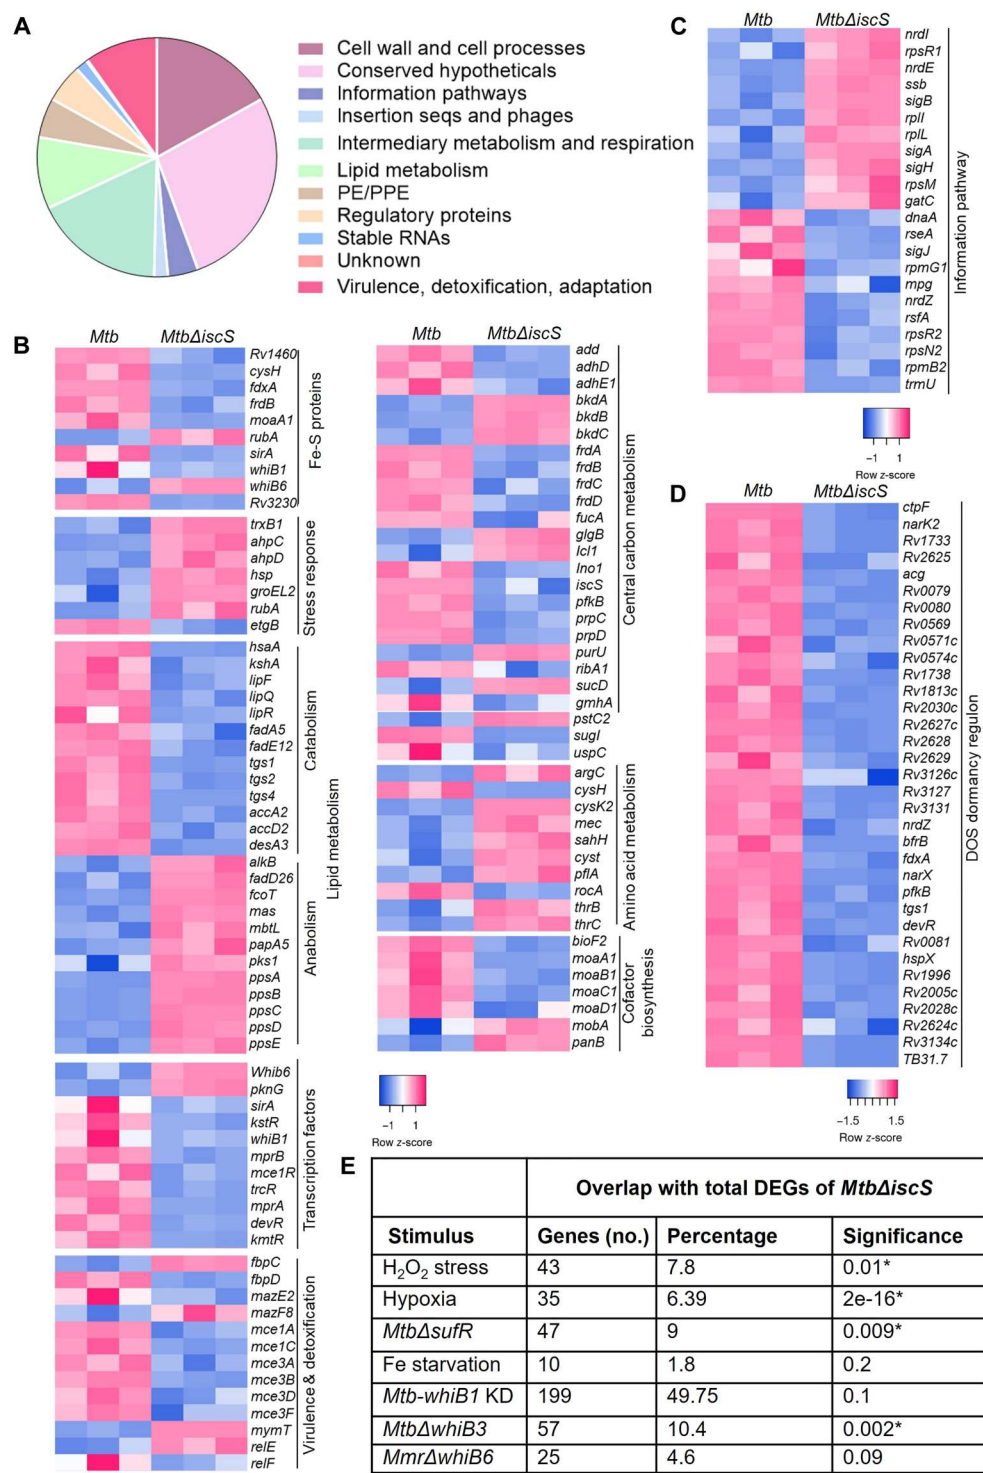 A
Cell wall and cell processes
Conserved hypotheticals
Information pathways
Insertion seqs and phages
Intermediary metabolism and respiration
Lipid metabolism
PE/PPE
Regulatory proteins
Stable RNAs
Unknown
Virulence, detoxification, adaptation
B
Mtb MtbΔiscS
Rv1460
cysH
fdxA
frdB
moaA1
rubA
sirA
whiB1
whiB6
Rv3230
Fe-S proteins
trxB1
ahpC
ahpD
hsp
groEL2
rubA
etgB
Stress response
hsaA
kshA
lipF
lipQ
lipR
fadA5
fadE12
tgs1
tgs2
tgs4
accA2
accD2
desA3
Catabolism
alkB
fadD26
fcoT
mas
mbtL
papA5
pks1
ppsA
ppsB
ppsC
ppsD
ppsE
Anabolism
Lipid metabolism
Whib6
pknG
sirA
kstR
whiB1
mprB
mce1R
trcR
mprA
devR
kmtR
Transcription factors
fbpC
fbpD
mazE2
mazF8
mce1A
mce1C
mce3A
mce3B
mce3D
mce3F
mymT
relE
relF
Virulence & detoxification
Mtb MtbΔiscS
add
adhD
adhE1
bkdA
bkdB
bkdC
frdA
frdB
frdC
frdD
fucA
glgB
Icl1
Ino1
iscS
pfkB
prpC
prpD
purU
ribA1
sucD
gmhA
Central carbon metabolism
pstC2
sugI
uspC
argC
cysH
cysK2
mec
sahH
cyst
pflA
rocA
thrB
thrC
Amino acid metabolism
bioF2
moaA1
moaB1
moaC1
moaD1
mobA
panB
Cofactor
biosynthesis
−1 1
Row z-score
C
Mtb MtbΔiscS
nrdI
rpsR1
nrdE
ssb
sigB
rplI
rplL
sigA
sigH
rpsM
gatC
dnaA
rseA
sigJ
rpmG1
mpg
nrdZ
rsfA
rpsR2
rpsN2
rpmB2
trmU
Information pathway
−1 1
Row z-score
D
Mtb MtbΔiscS
ctpF
narK2
Rv1733
Rv2625
acg
Rv0079
Rv0080
Rv0569
Rv0571c
Rv0574c
Rv1738
Rv1813c
Rv2030c
Rv2627c
Rv2628
Rv2629
Rv3126c
Rv3127
Rv3131
nrdZ
bfrB
fdxA
narX
pfkB
tgs1
devR
Rv0081
hspX
Rv1996
Rv2005c
Rv2028c
Rv2624c
Rv3134c
TB31.7
DOS dormancy regulon
−1.5 1.5
Row z-score
E
Overlap with total DEGs of MtbΔiscS
Stimulus Genes (no.) Percentage Significance
H2O2 stress 43 7.8 0.01*
Hypoxia 35 6.39 2e-16*
MtbΔsufR 47 9 0.009*
Fe starvation 10 1.8 0.2
Mtb-whiB1 KD 199 49.75 0.1
MtbΔwhiB3 57 10.4 0.002*
MmrΔwhiB6 25 4.6 0.09